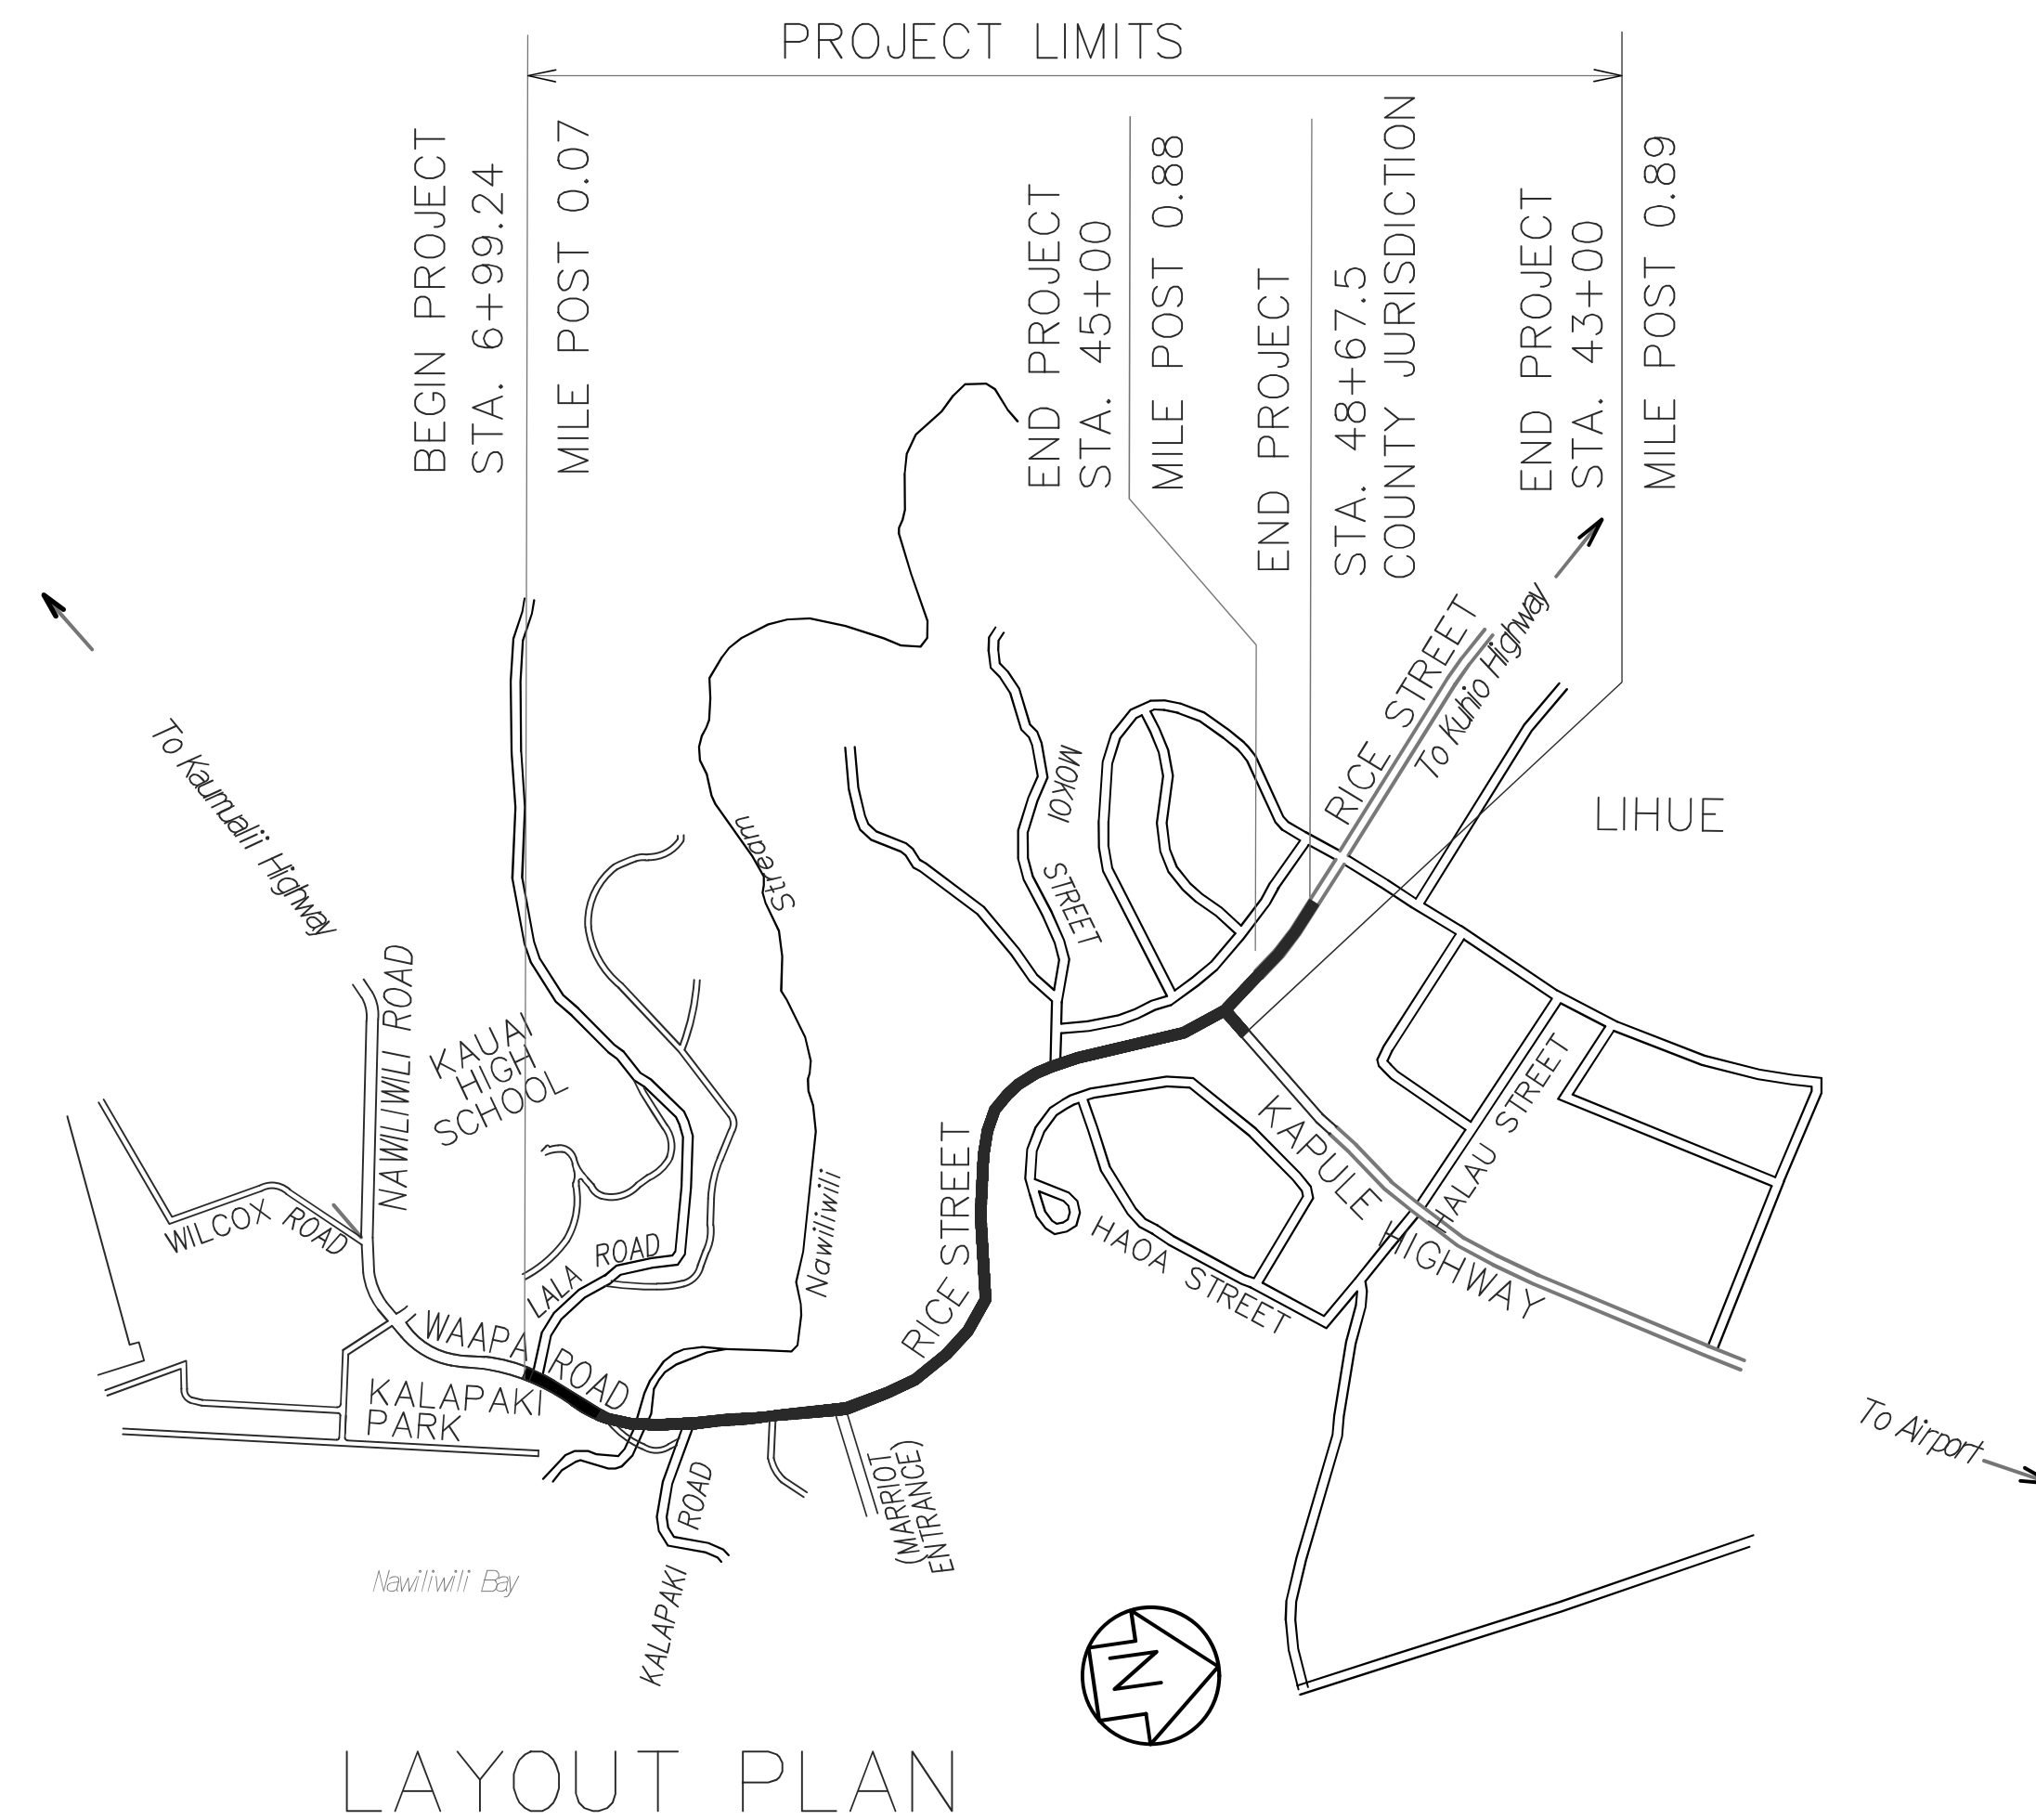 PROJECT LIMITS
BEGIN PROJECT
STA. 6+99.24
MILE POST 0.07
END PROJECT
STA. 45+00
MILE POST 0.88
END PROJECT
STA. 48+67.5
COUNTY JURISDICTION
END PROJECT
STA. 43+00
MILE POST 0.89
To Kaumualii Highway
RICE STREET
To Kuhio Highway
LIHUE
MOKOI STREET
Stream
NAWILIWILI ROAD
KAUAI
HIGH
SCHOOL
WILCOX ROAD
LALA ROAD
WAAPA ROAD
Nawiliwili
RICE STREET
KAPULE HIGHWAY
HALAU STREET
HAOA STREET
KALAPAKI
PARK
KALAPAKI ROAD
(MARRIOT
ENTRANCE)
To Airport
Nawiliwili Bay
N
LAYOUT PLAN